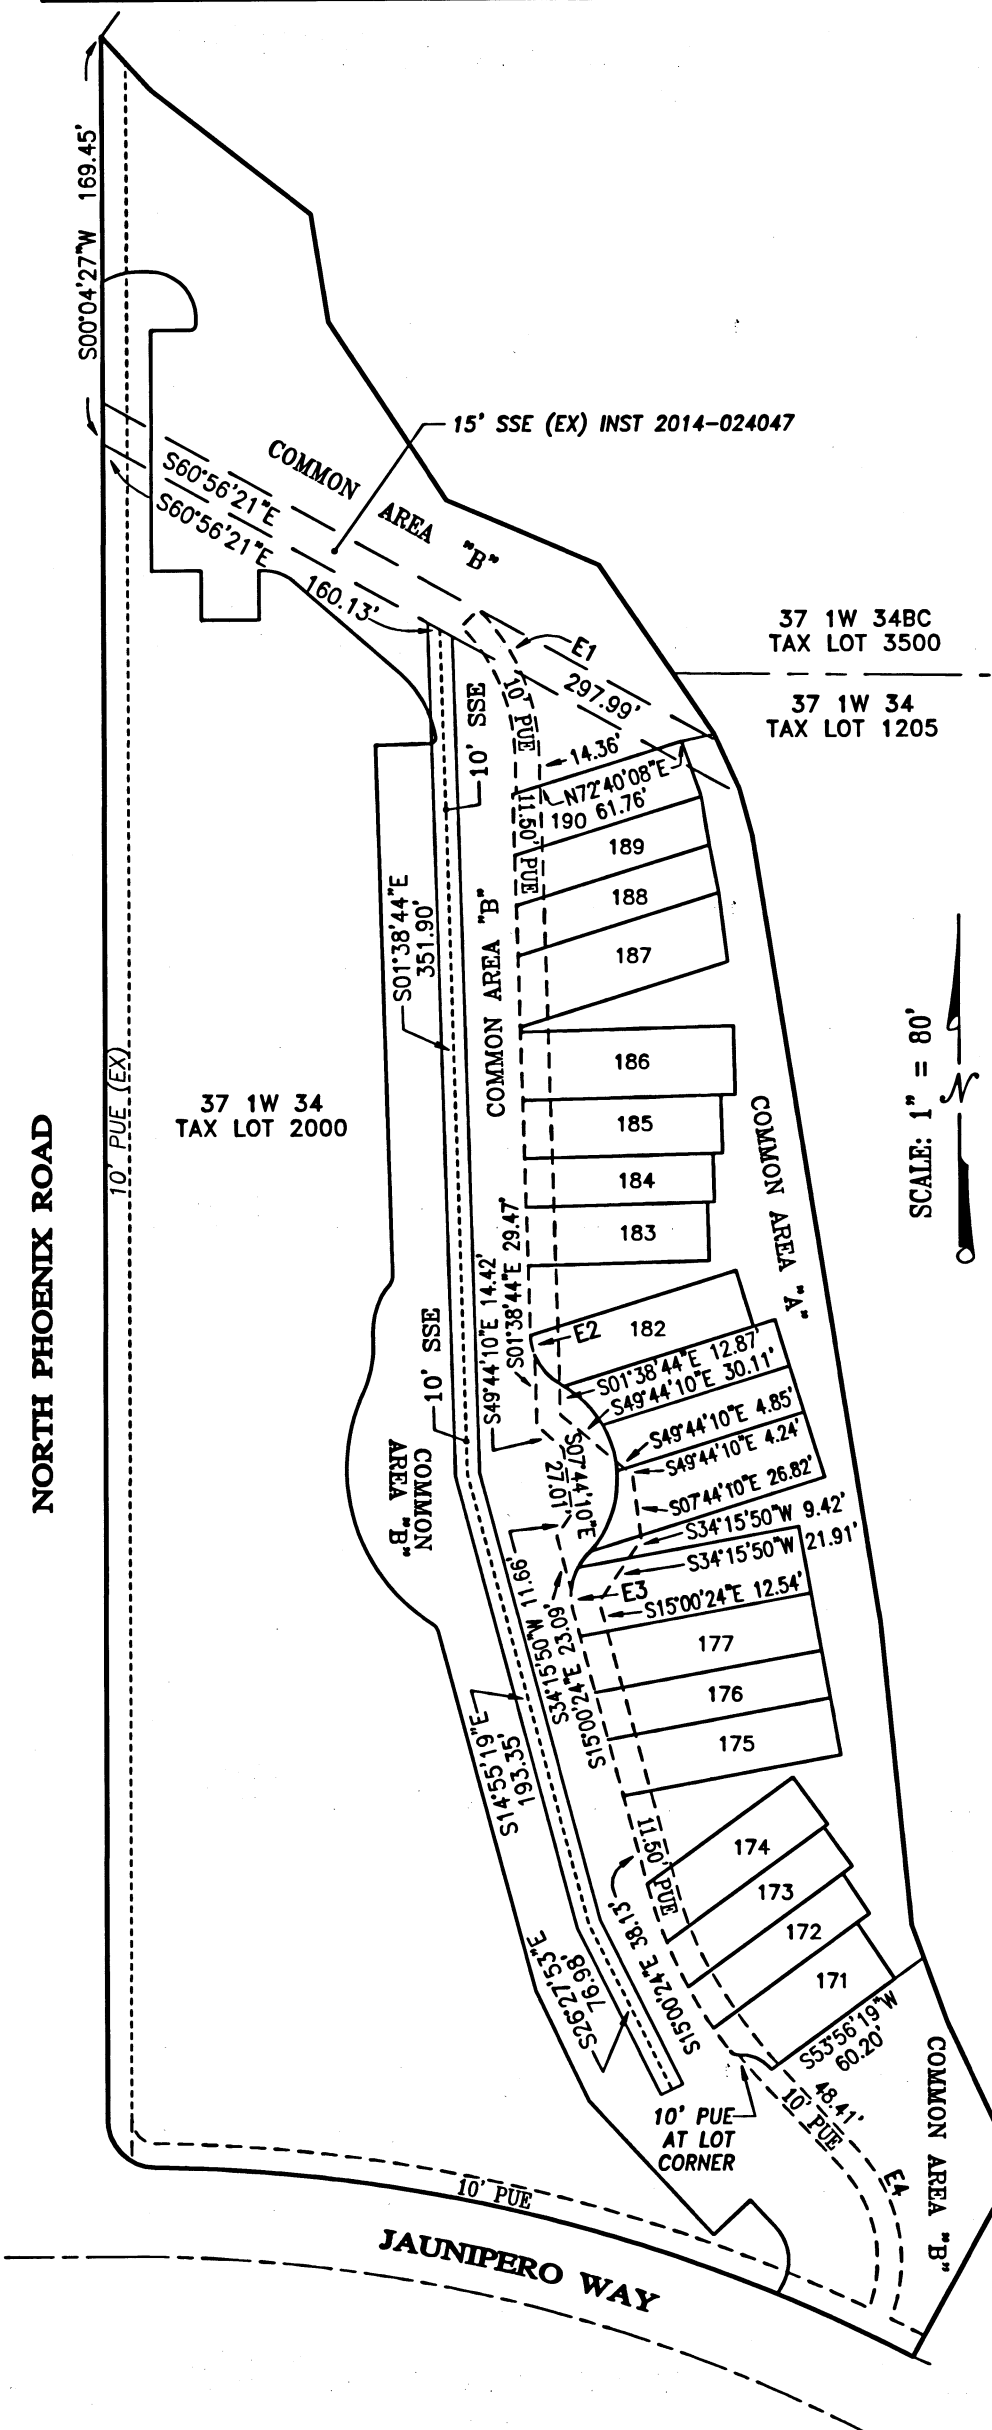 S00°04'27"W 169.45'
15' SSE (EX) INST 2014-024047
COMMON AREA "B"
S60°56'21"E
S60°56'21"E
160.13'
37 1W 34BC
TAX LOT 3500
37 1W 34
TAX LOT 1205
E1
297.99'
10' SSE
10' PUE
14.36'
N72°40'08"E
190 61.76'
11.50' PUE
189
188
187
S01°38'44"E
351.90'
COMMON AREA "B"
186
185
184
183
COMMON AREA "A"
SCALE: 1" = 80'
N
NORTH PHOENIX ROAD
10' PUE (EX)
37 1W 34
TAX LOT 2000
S01°38'44"E 29.47'
S49°44'10"E 14.42'
E2
182
S01°38'44"E 12.87'
S49°44'10"E 30.11'
S49°44'10"E 4.85'
S49°44'10"E 4.24'
S07°44'10"E 26.82'
S34°15'50"W 9.42'
S34°15'50"W 21.91'
10' SSE
COMMON
AREA "B"
S07°44'10"E
27.01'
E3
S15°00'24"E 12.54'
S34°15'50"W 11.66'
S15°00'24"E 23.09'
177
176
175
S14°55'19"E
193.35'
11.50' PUE
174
173
172
171
S15°00'24"E 38.13'
S26°27'53"E
76.98'
S53°56'19"W
60.20'
10' PUE
AT LOT
CORNER
48.41'
10' PUE
E4
COMMON AREA "B"
10' PUE
JAUNIPERO WAY